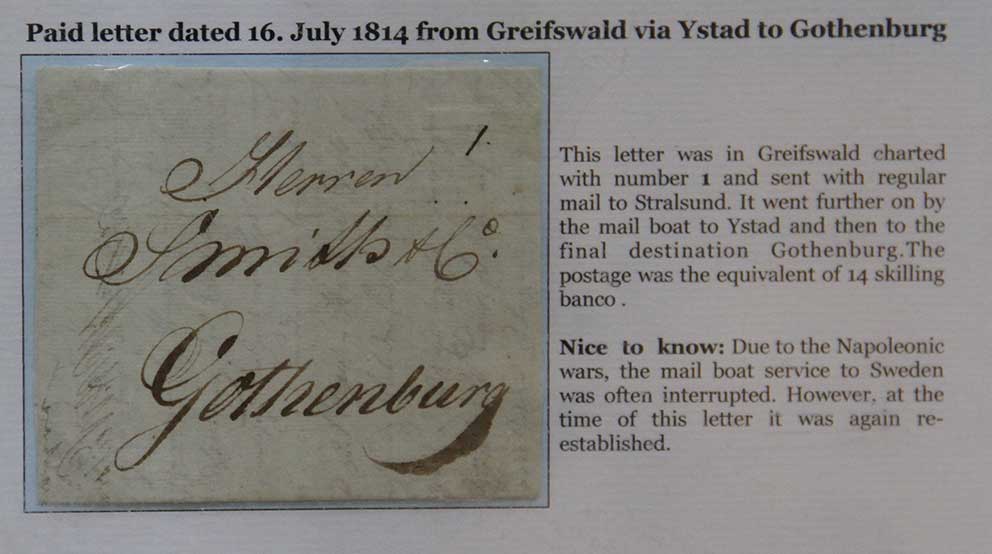 Paid letter dated 16. July 1814 from Greifswald via Ystad to Gothenburg
1.
Herren
Smith & Co.
Gothenburg
This letter was in Greifswald charted
with number 1 and sent with regular
mail to Stralsund. It went further on by
the mail boat to Ystad and then to the
final destination Gothenburg.The
postage was the equivalent of 14 skilling
banco .
Nice to know: Due to the Napoleonic
wars, the mail boat service to Sweden
was often interrupted. However, at the
time of this letter it was again re-
established.